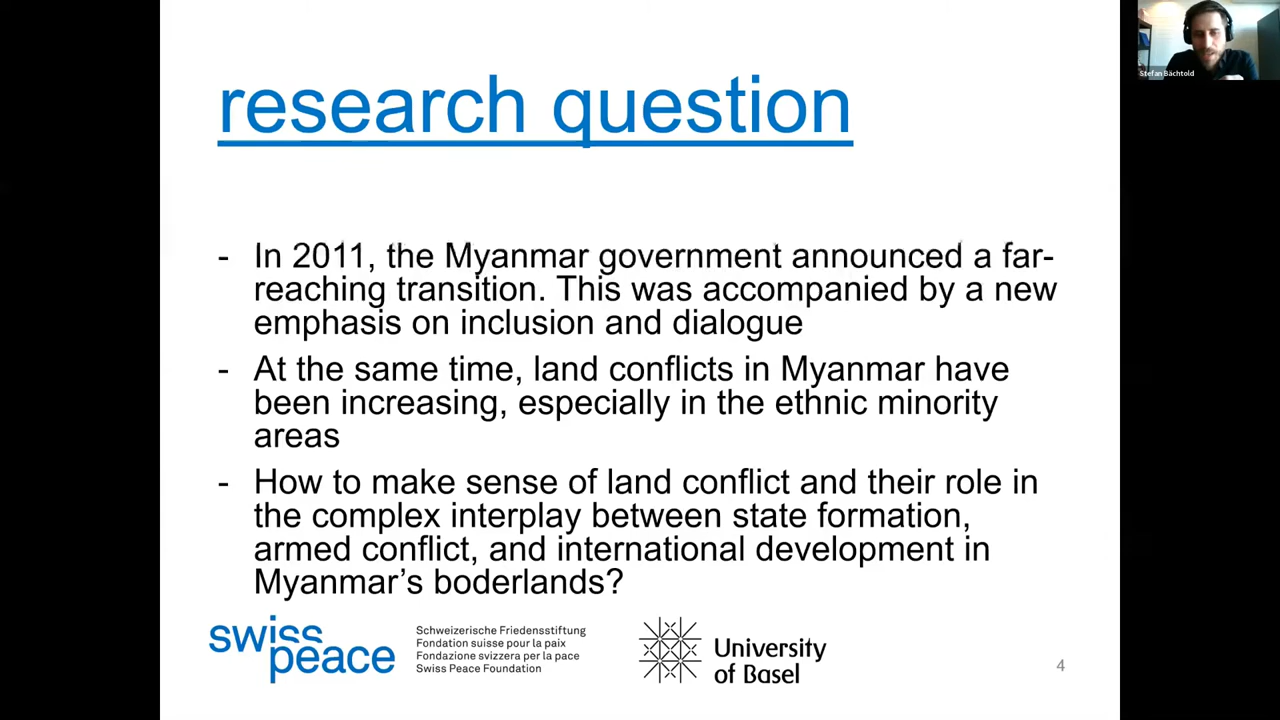 Stefan Bächtold
research question
- In 2011, the Myanmar government announced a far-
reaching transition. This was accompanied by a new
emphasis on inclusion and dialogue
- At the same time, land conflicts in Myanmar have
been increasing, especially in the ethnic minority
areas
- How to make sense of land conflict and their role in
the complex interplay between state formation,
armed conflict, and international development in
Myanmar’s boderlands?
swiss
peace
Schweizerische Friedensstiftung
Fondation suisse pour la paix
Fondazione svizzera per la pace
Swiss Peace Foundation
University
of Basel
4